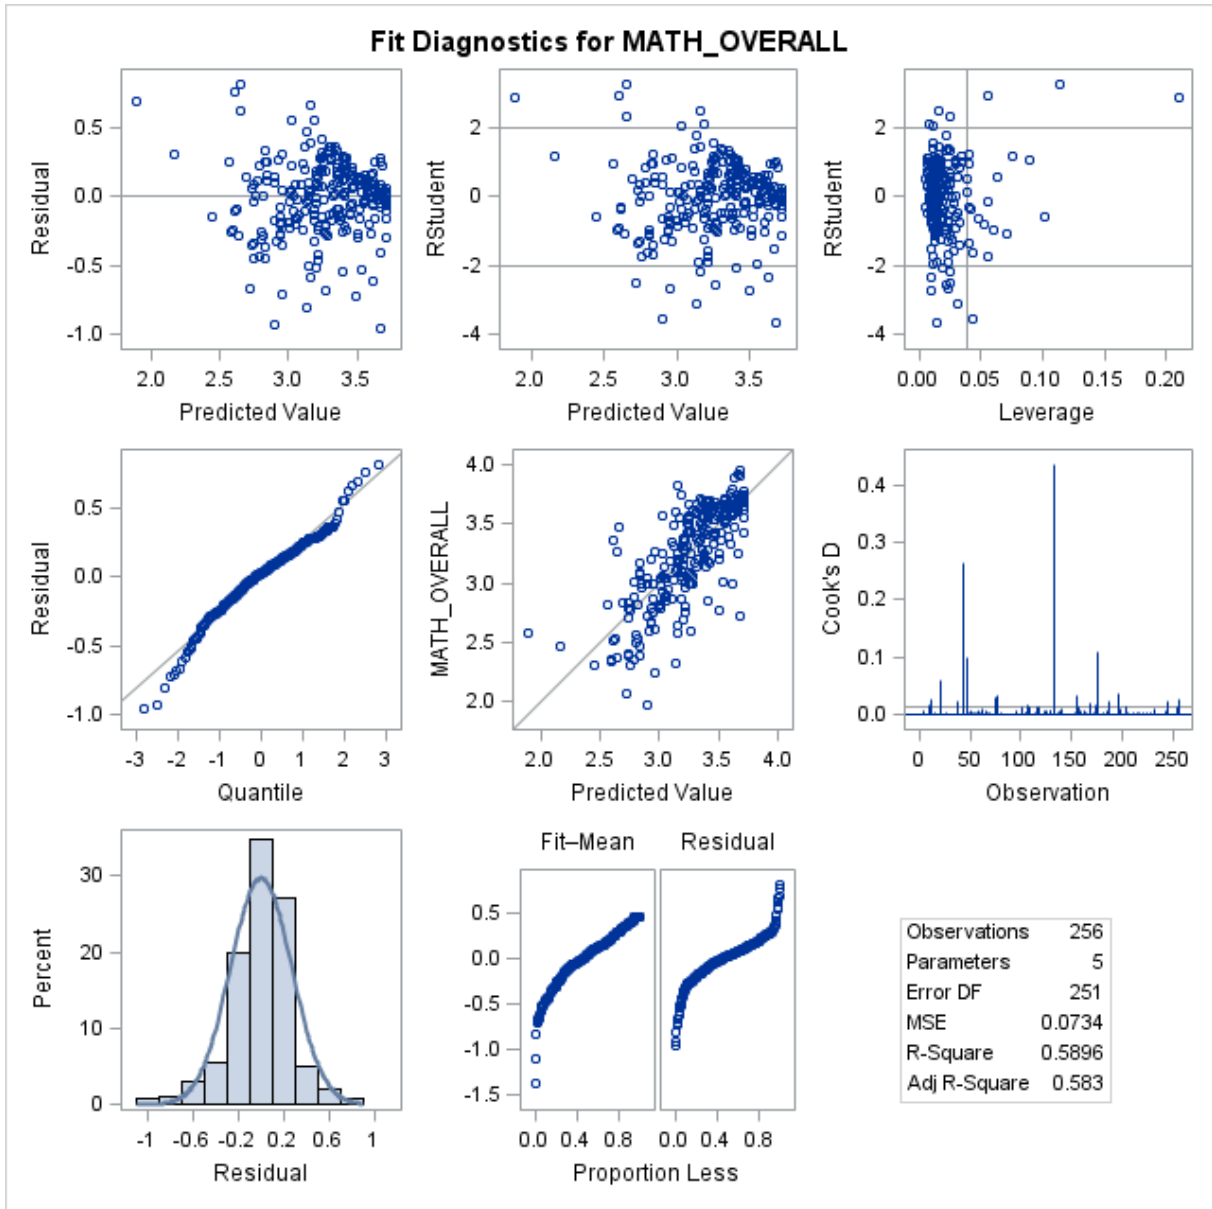 Fit Diagnostics for MATH_OVERALL
0.5
0.0
-0.5
-1.0
Residual
2.0 2.5 3.0 3.5
Predicted Value
2
0
-2
-4
RStudent
2.0 2.5 3.0 3.5
Predicted Value
2
0
-2
-4
RStudent
0.00 0.05 0.10 0.15 0.20
Leverage
0.5
0.0
-0.5
-1.0
Residual
-3 -2 -1 0 1 2 3
Quantile
4.0
3.5
3.0
2.5
2.0
MATH_OVERALL
2.0 2.5 3.0 3.5 4.0
Predicted Value
0.4
0.3
0.2
0.1
0.0
Cook's D
0 50 100 150 200 250
Observation
30
20
10
0
Percent
-1 -0.6 -0.2 0.2 0.6 1
Residual
Fit–Mean Residual
0.5
0.0
-0.5
-1.0
-1.5
0.0 0.4 0.8 0.0 0.4 0.8
Proportion Less
Observations 256
Parameters 5
Error DF 251
MSE 0.0734
R-Square 0.5896
Adj R-Square 0.583